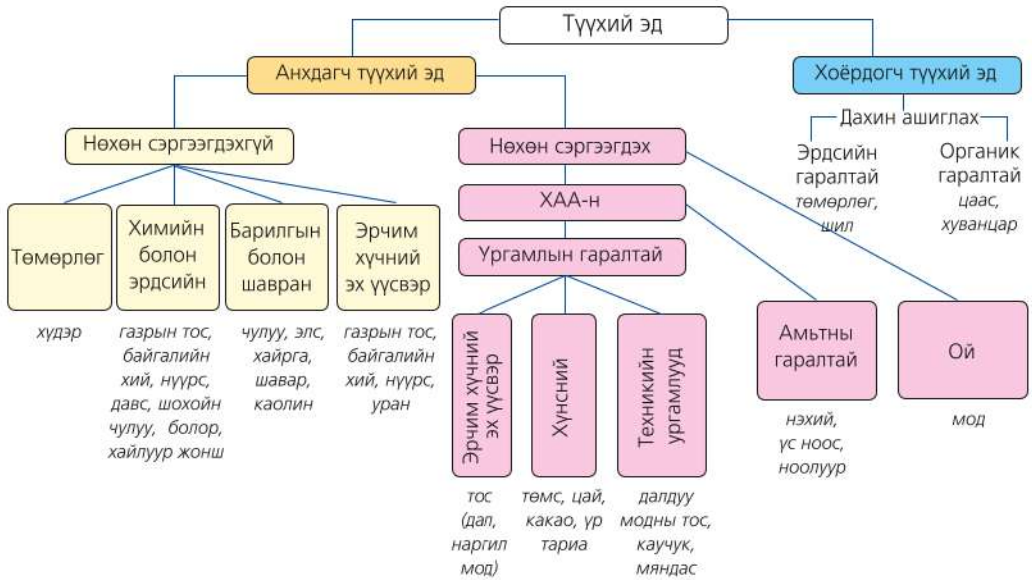 Түүхий эд
Анхдагч түүхий эд
Хоёрдогч түүхий эд
Дахин ашиглах
Эрдсийн
гаралтай
төмөрлөг,
шил
Органик
гаралтай
цаас,
хуванцар
Нөхөн сэргээгдэхгүй
Нөхөн сэргээгдэх
ХАА-н
Ургамлын гаралтай
Төмөрлөг
хүдэр
Химийн
болон
эрдсийн
газрын тос,
байгалийн
хий, нүүрс,
давс, шохойн
чулуу, болор,
хайлуур жонш
Барилгын
болон
шавран
чулуу, элс,
хайрга,
шавар,
каолин
Эрчим
хүчний
эх үүсвэр
газрын тос,
байгалийн
хий, нүүрс,
уран
Эрчим хүчний
эх үүсвэр
тос
(дал,
наргил
мод)
Хүнсний
төмс, цай,
какао, үр
тариа
Техникийн
ургамлууд
далдуу
модны тос,
каучук,
мяндас
Амьтны
гаралтай
нэхий,
үс ноос,
ноолуур
Ой
мод